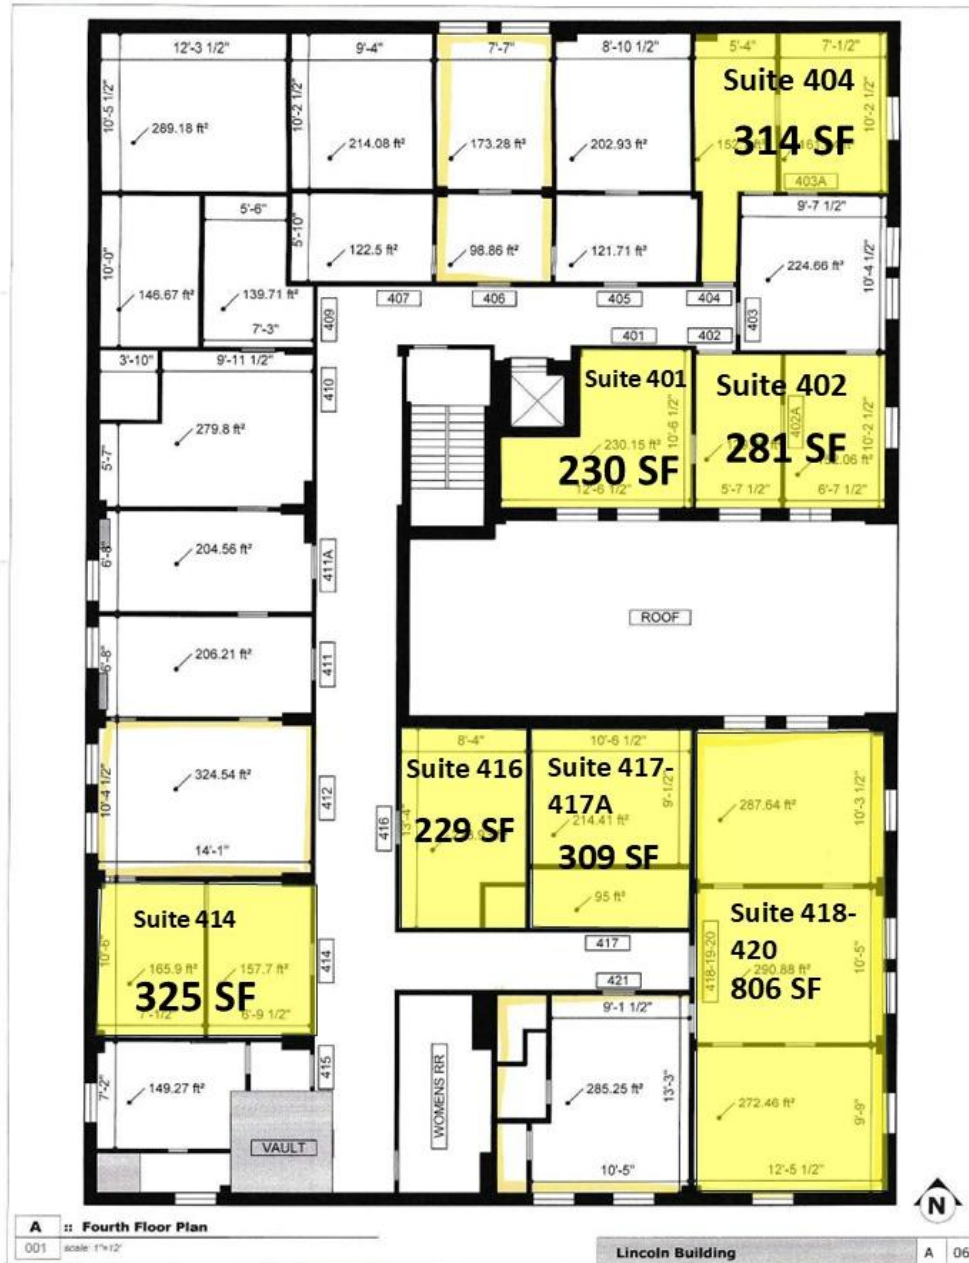 12'-3 1/2"
9'-4"
7'-7"
8'-10 1/2"
5'-4"
7'-1/2"
10'-5 1/2"
10'-2 1/2"
10'-2 1/2"
Suite 404
314 SF
289.18 ft²
214.08 ft²
173.28 ft²
202.93 ft²
403A
5'-6"
5'-10"
9'-7 1/2"
10'-0"
122.5 ft²
98.86 ft²
121.71 ft²
224.66 ft²
10'-4 1/2"
146.67 ft²
139.71 ft²
7'-3"
409
407
406
405
404
403
401
402
3'-10"
9'-11 1/2"
410
Suite 401
Suite 402
402A
10'-6 1/2"
10'-2 1/2"
279.8 ft²
5'-7"
230.15 ft²
230 SF
281 SF
12'-6 1/2"
5'-7 1/2"
6'-7 1/2"
6'-8"
204.56 ft²
411A
ROOF
6'-8"
206.21 ft²
411
8'-4"
10'-6 1/2"
Suite 416
Suite 417-
417A
9'-1/2"
10'-4 1/2"
324.54 ft²
412
416
13'-4"
229 SF
214.41 ft²
309 SF
287.64 ft²
10'-3 1/2"
14'-1"
95 ft²
Suite 414
10'-6"
165.9 ft²
157.7 ft²
414
325 SF
7'-1/2"
6'-9 1/2"
417
421
418-19-20
Suite 418-
420
290.88 ft²
806 SF
10'-5"
9'-1 1/2"
415
7'-2"
149.27 ft²
VAULT
WOMENS RR
285.25 ft²
13'-3"
10'-5"
272.46 ft²
9'-9"
12'-5 1/2"
N
A :: Fourth Floor Plan
001 scale: 1"=12'
Lincoln Building A 06